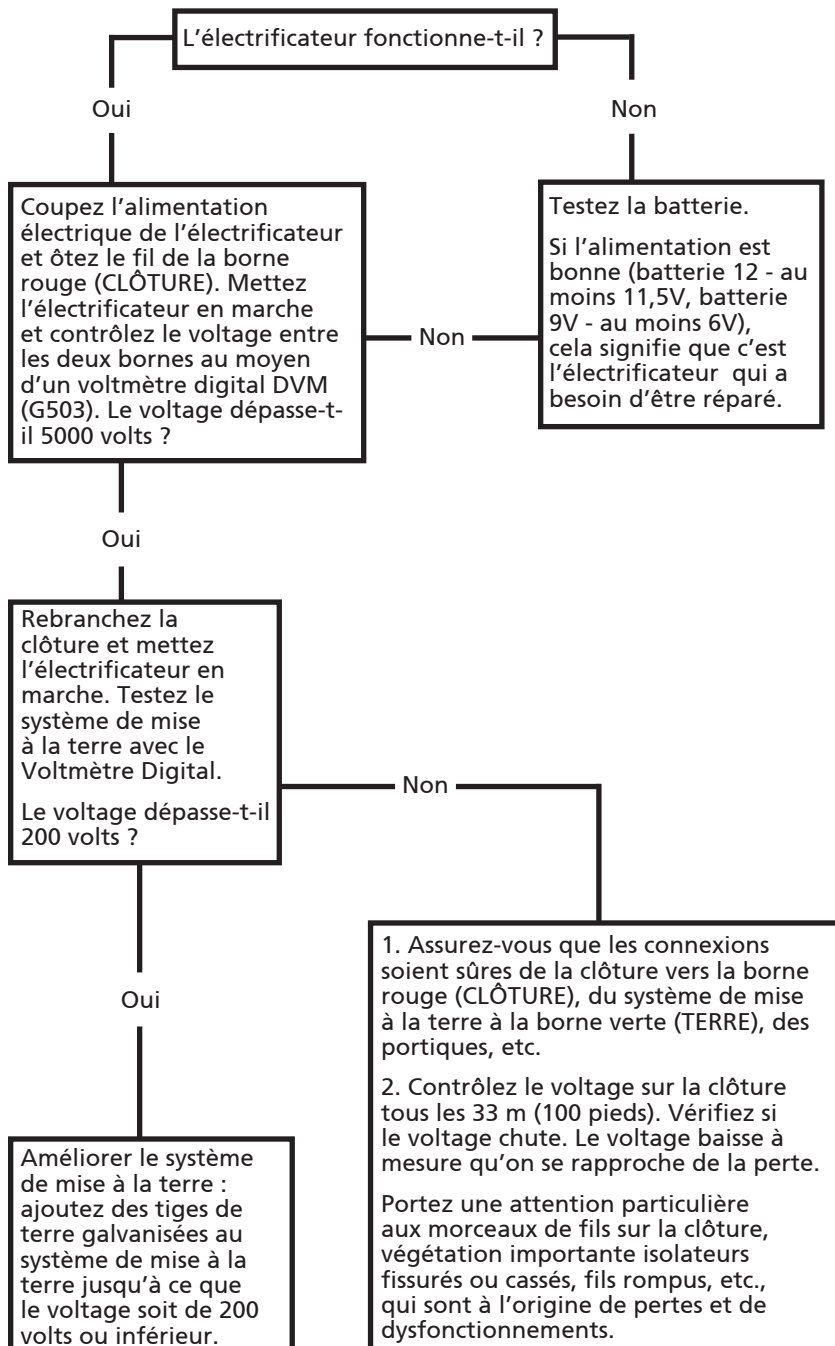 L'électrificateur fonctionne-t-il ?
Oui
Non
Coupez l'alimentation
électrique de l'électrificateur
et ôtez le fil de la borne
rouge (CLÔTURE). Mettez
l'électrificateur en marche
et contrôlez le voltage entre
les deux bornes au moyen
d'un voltmètre digital DVM
(G503). Le voltage dépasse-t-
il 5000 volts ?
Non
Testez la batterie.
Si l'alimentation est
bonne (batterie 12 - au
moins 11,5V, batterie
9V - au moins 6V),
cela signifie que c'est
l'électrificateur qui a
besoin d'être réparé.
Oui
Rebranchez la
clôture et mettez
l'électrificateur en
marche. Testez le
système de mise
à la terre avec le
Voltmètre Digital.
Le voltage dépasse-t-il
200 volts ?
Non
Oui
Améliorer le système
de mise à la terre :
ajoutez des tiges de
terre galvanisées au
système de mise à la
terre jusqu'à ce que
le voltage soit de 200
volts ou inférieur.
1. Assurez-vous que les connexions
soient sûres de la clôture vers la borne
rouge (CLÔTURE), du système de mise
à la terre à la borne verte (TERRE), des
portiques, etc.
2. Contrôlez le voltage sur la clôture
tous les 33 m (100 pieds). Vérifiez si
le voltage chute. Le voltage baisse à
mesure qu'on se rapproche de la perte.
Portez une attention particulière
aux morceaux de fils sur la clôture,
végétation importante isolateurs
fissurés ou cassés, fils rompus, etc.,
qui sont à l'origine de pertes et de
dysfonctionnements.